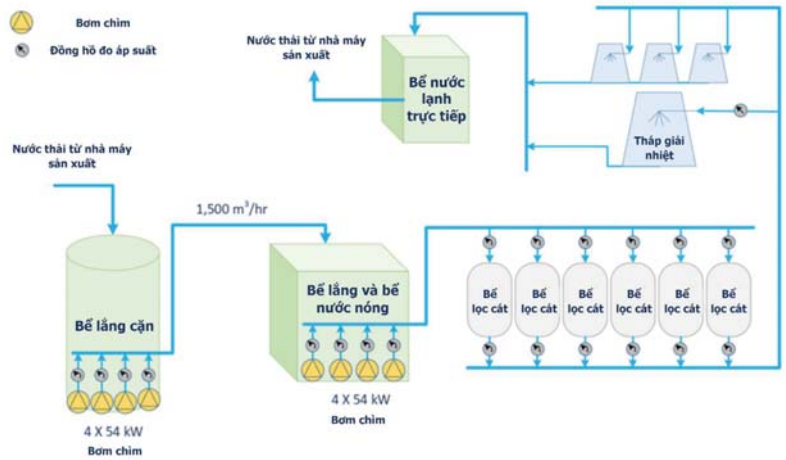 Bơm chìm
Đồng hồ đo áp suất
Nước thải từ nhà máy
sản xuất
Bể nước
lạnh
trực tiếp
Tháp giải
nhiệt
Nước thải từ nhà máy
sản xuất
1,500 m³/hr
Bể lắng cặn
4 X 54 kW
Bơm chìm
Bể lắng và bể
nước nóng
4 X 54 kW
Bơm chìm
Bể
lọc cát
Bể
lọc cát
Bể
lọc cát
Bể
lọc cát
Bể
lọc cát
Bể
lọc cát